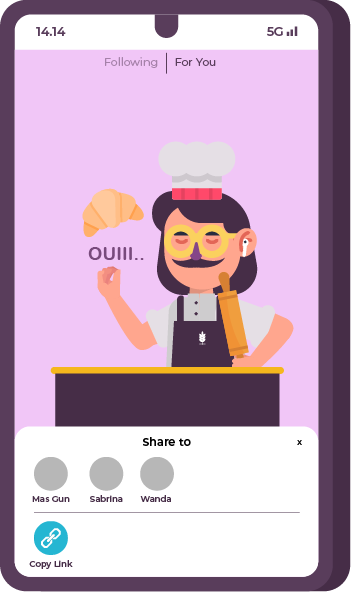 14.14 5G
Following For You
OUIII..
Share to x
Mas Gun Sabrina Wanda
Copy Link